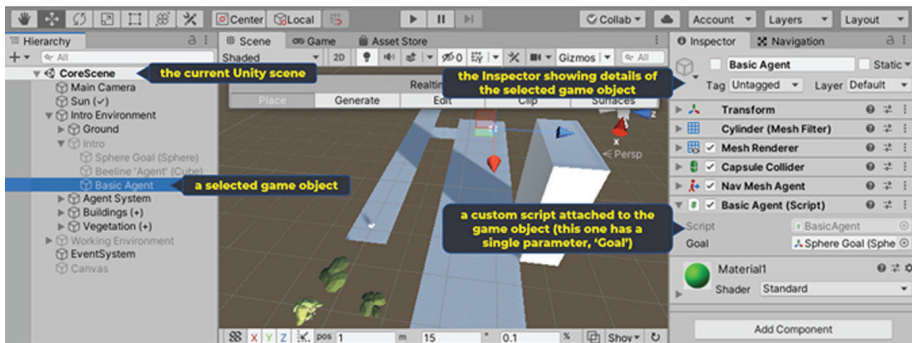 Center
Local
Collab
Account
Layers
Layout
Hierarchy
All
CoreScene
the current Unity scene
Main Camera
Sun (✓)
Intro Environment
Ground
Intro
Sphere Goal (Sphere)
Beeline 'Agent' (Cube)
Basic Agent
a selected game object
Agent System
Buildings (+)
Vegetation (+)
Working Environment
EventSystem
Canvas
Scene
Game
Asset Store
Shaded
2D
0
Gizmos
All
Place
Generate
Edit
Clip
Surfaces
z
x
Persp
X Y Z
pos 1
m 15
° 0.1
%
Inspector
Navigation
the Inspector showing details of
the selected game object
Basic Agent
Static
Tag Untagged
Layer Default
Transform
Cylinder (Mesh Filter)
Mesh Renderer
Capsule Collider
Nav Mesh Agent
Basic Agent (Script)
a custom script attached to the
game object (this one has a
single parameter, 'Goal')
Script BasicAgent
Goal Sphere Goal (Sphe
Material1
Shader Standard
Add Component